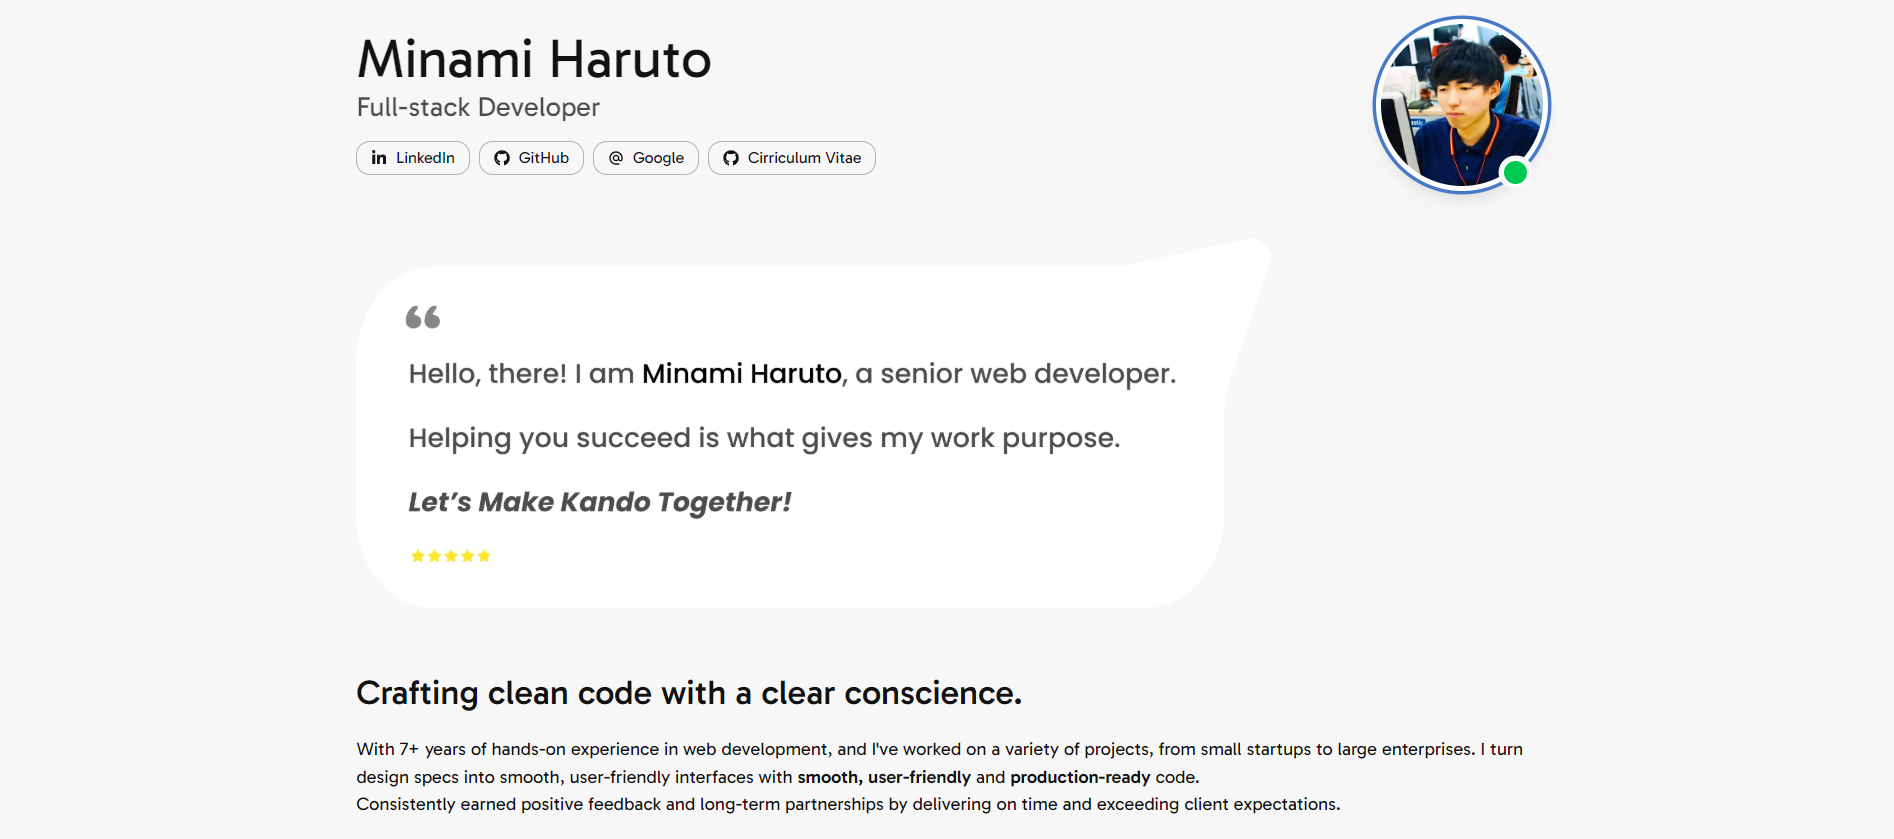 Minami Haruto
Full-stack Developer
LinkedIn
GitHub
@ Google
Cirriculum Vitae
“
Hello, there! I am Minami Haruto, a senior web developer.
Helping you succeed is what gives my work purpose.
Let’s Make Kando Together!
Crafting clean code with a clear conscience.
With 7+ years of hands-on experience in web development, and I've worked on a variety of projects, from small startups to large enterprises. I turn
design specs into smooth, user-friendly interfaces with smooth, user-friendly and production-ready code.
Consistently earned positive feedback and long-term partnerships by delivering on time and exceeding client expectations.